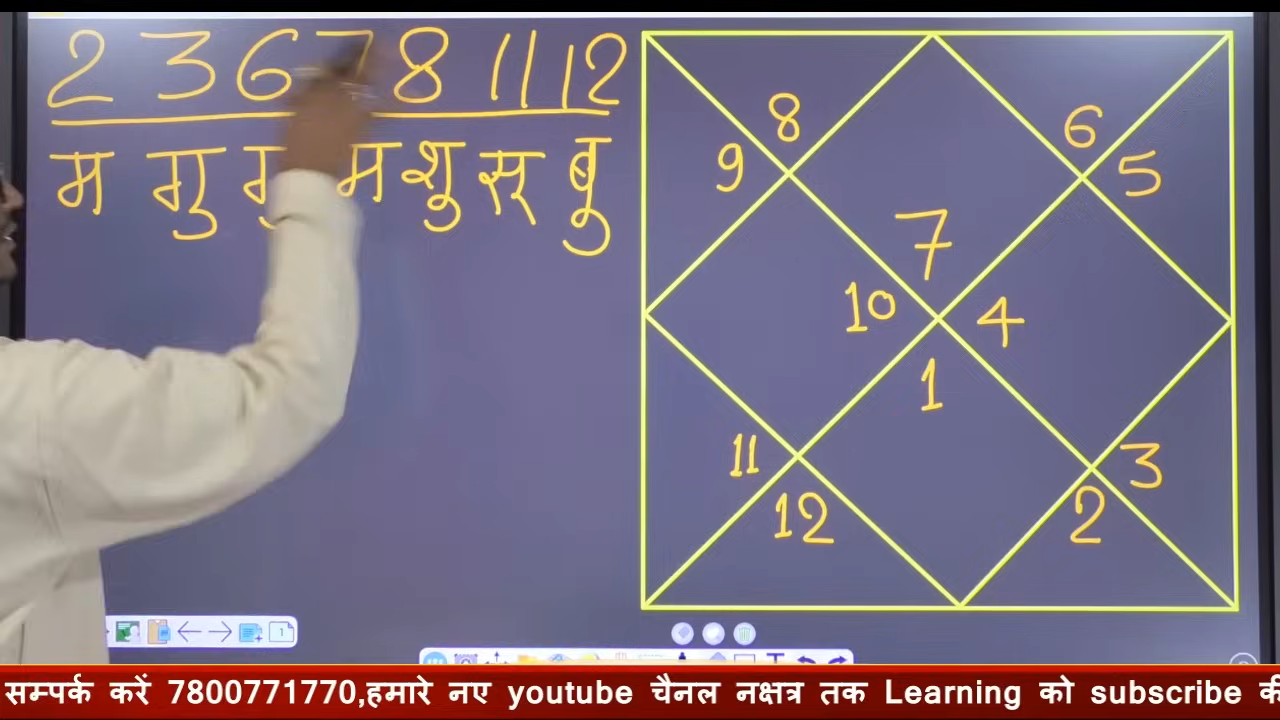 2 3 6 7 8 11 12
म गु गु म शु सू बु
8 6
9 5
7
10 4
1
11 3
12 2
1
सम्पर्क करें 7800771770,हमारे नए youtube चैनल नक्षत्र तक Learning को subscribe की